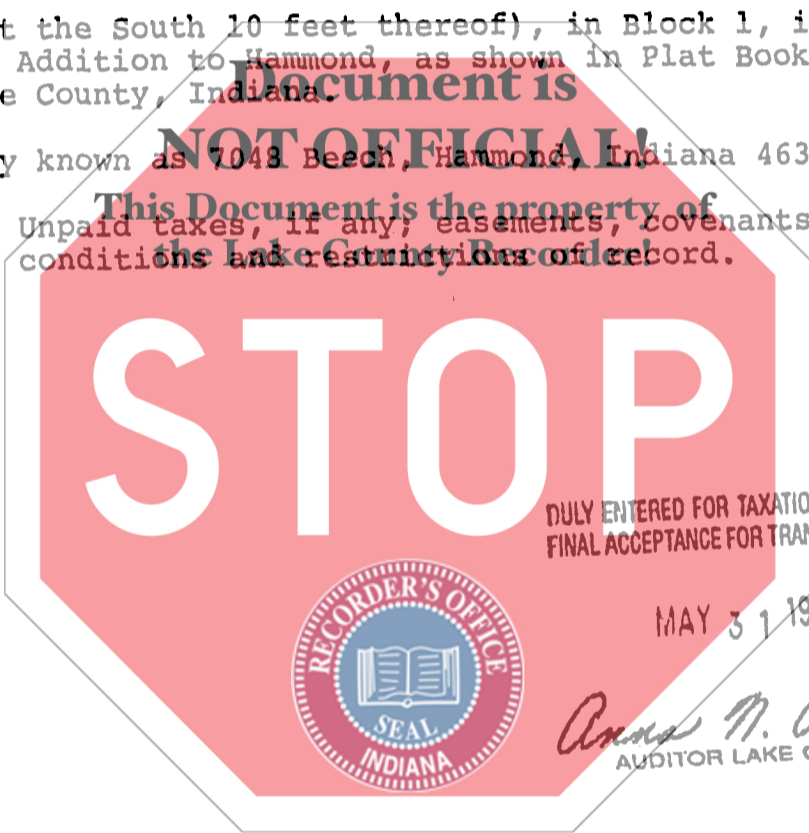 t the South 10 feet thereof), in Block 1, i
Addition to Hammond, as shown in Plat Book
e County, Indiana.
Document is
NOT OFFICIAL!
y known as 7048 Beech, Hammond, Indiana 463
This Document is the property of
the Lake County Recorder!
Unpaid taxes, if any; easements, covenants
conditions and restrictions of record.
STOP
DULY ENTERED FOR TAXATIO
FINAL ACCEPTANCE FOR TRAN
MAY 31 19
RECORDER'S OFFICE
SEAL
INDIANA
Anna N. A
AUDITOR LAKE C